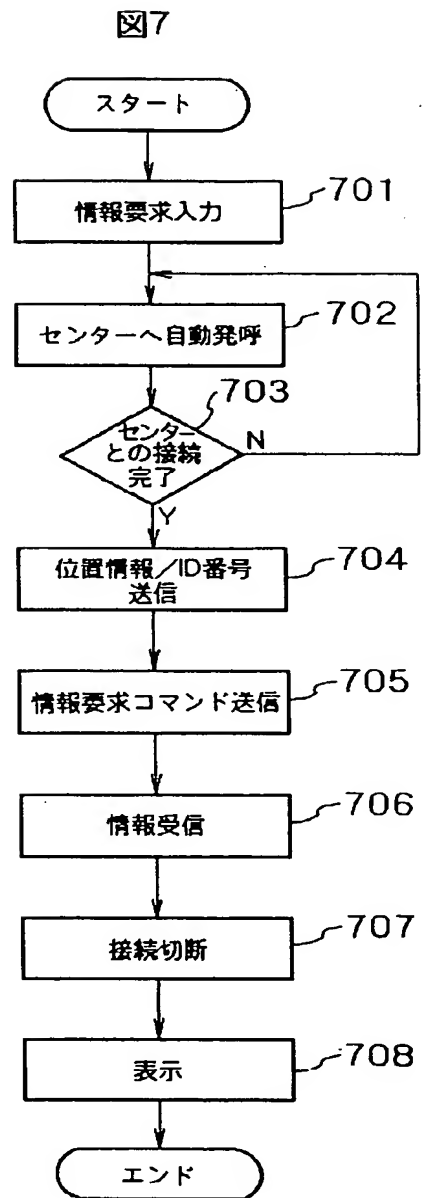 図7
スタート
情報要求入力
701
センターへ自動発呼
702
703
センター
との接続
完了
N
Y
位置情報/ID番号
送信
704
情報要求コマンド送信
705
情報受信
706
接続切断
707
表示
708
エンド